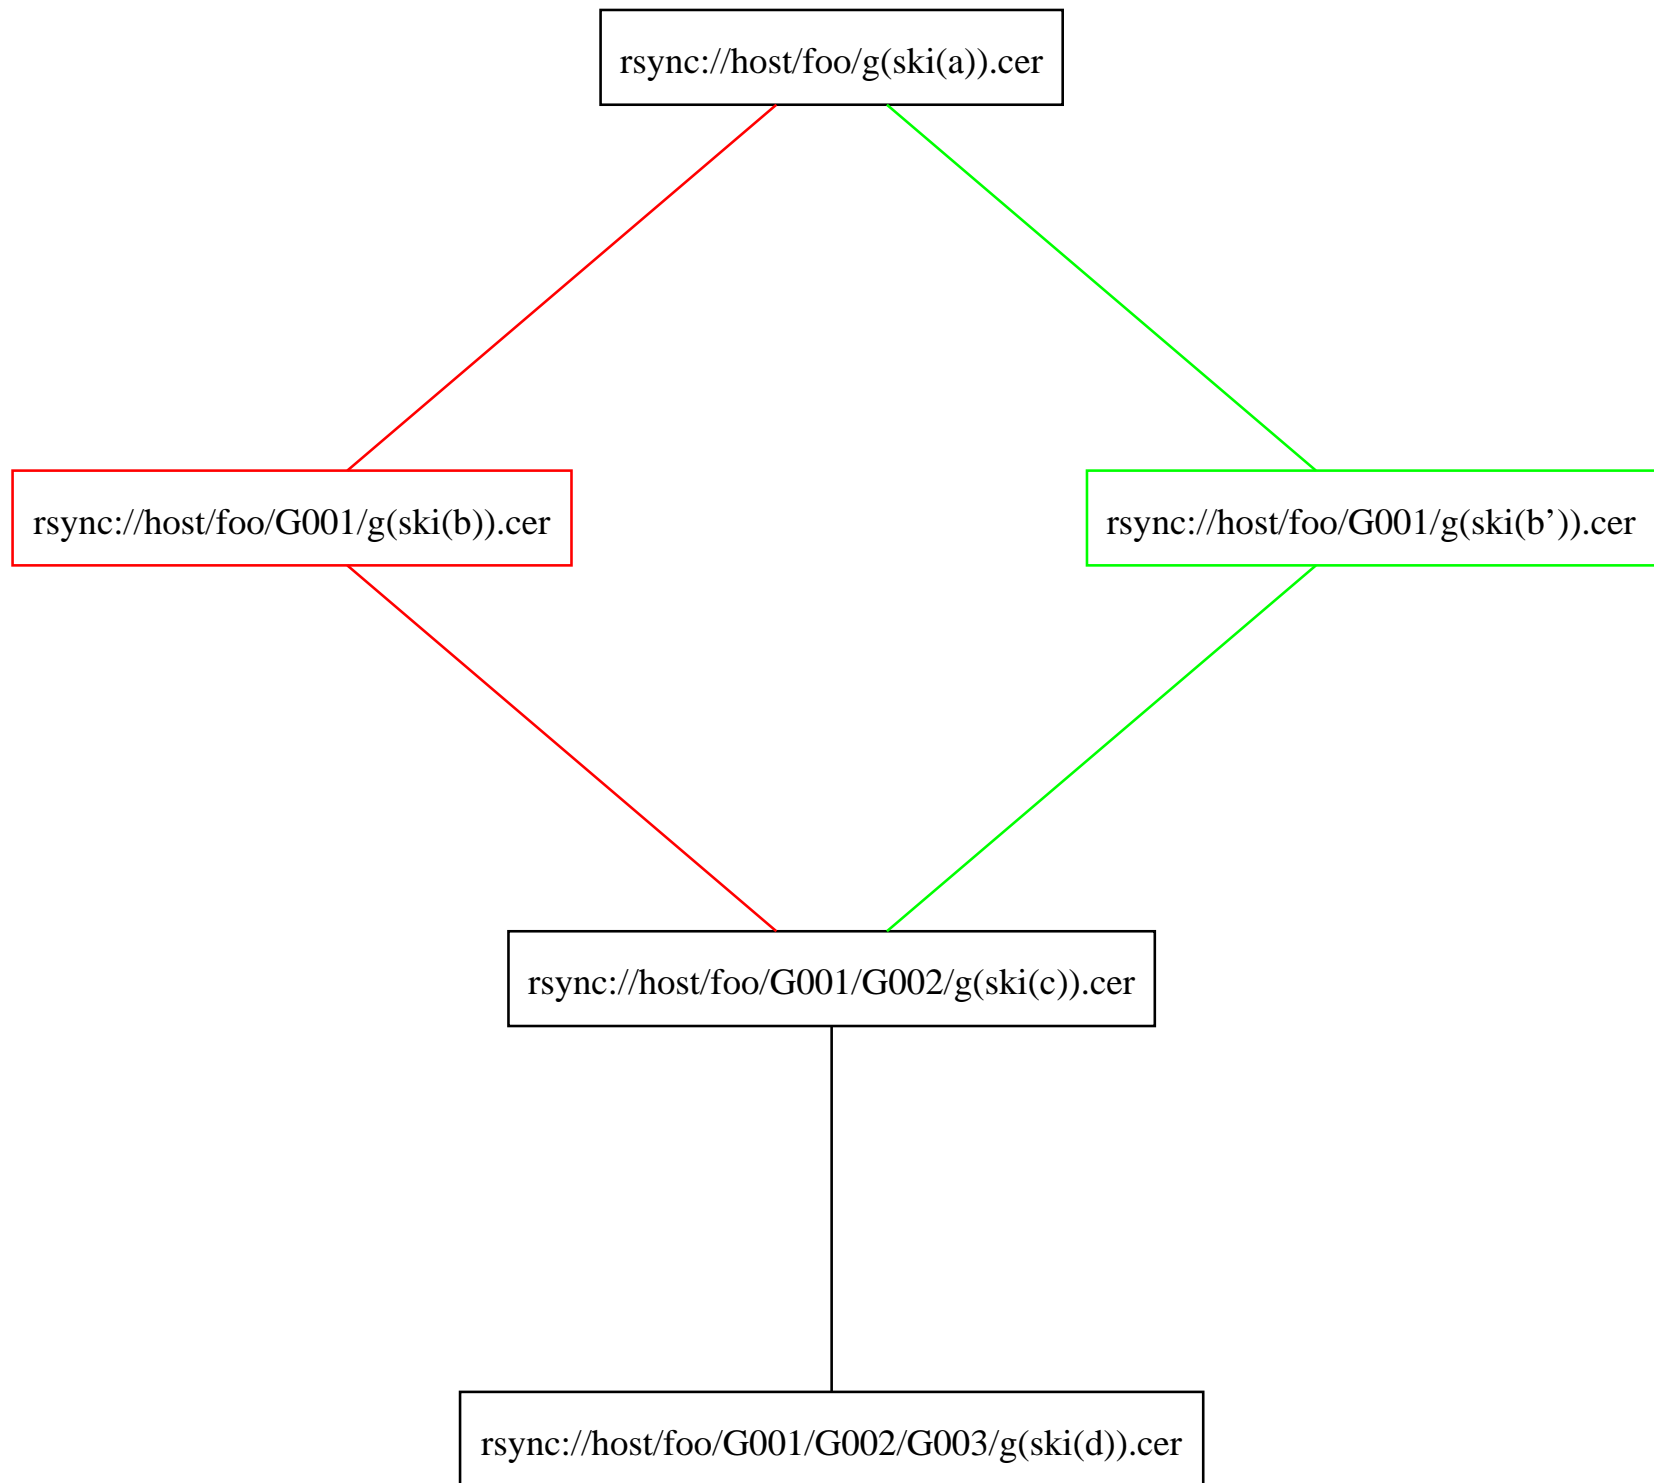 rsync://host/foo/g(ski(a)).cer
rsync://host/foo/G001/g(ski(b)).cer
rsync://host/foo/G001/g(ski(b’)).cer
rsync://host/foo/G001/G002/g(ski(c)).cer
rsync://host/foo/G001/G002/G003/g(ski(d)).cer